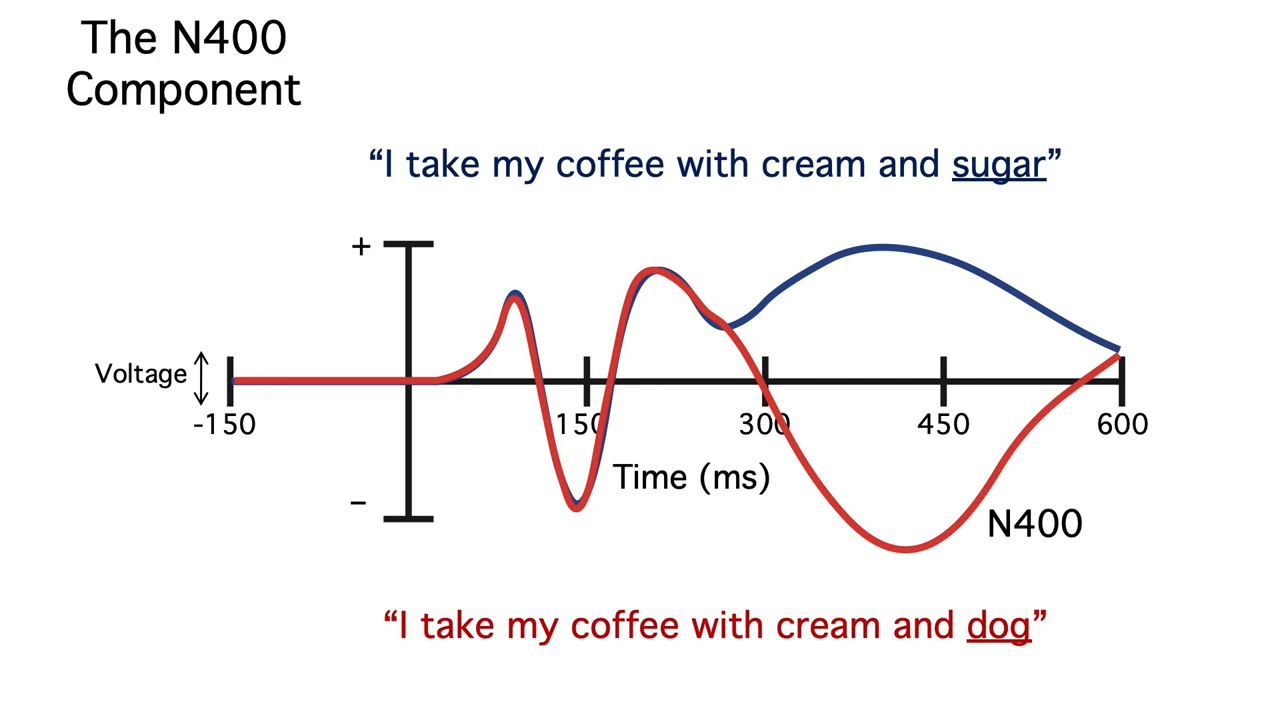 The N400
Component
“I take my coffee with cream and sugar”
+
Voltage
-150
150
300
450
600
–
Time (ms)
N400
“I take my coffee with cream and dog”